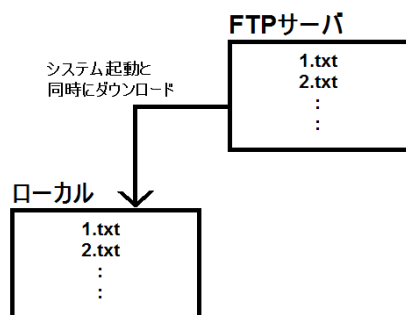 FTPサーバ
1.txt
2.txt
:
:
システム起動と
同時にダウンロード
ローカル
1.txt
2.txt
:
: